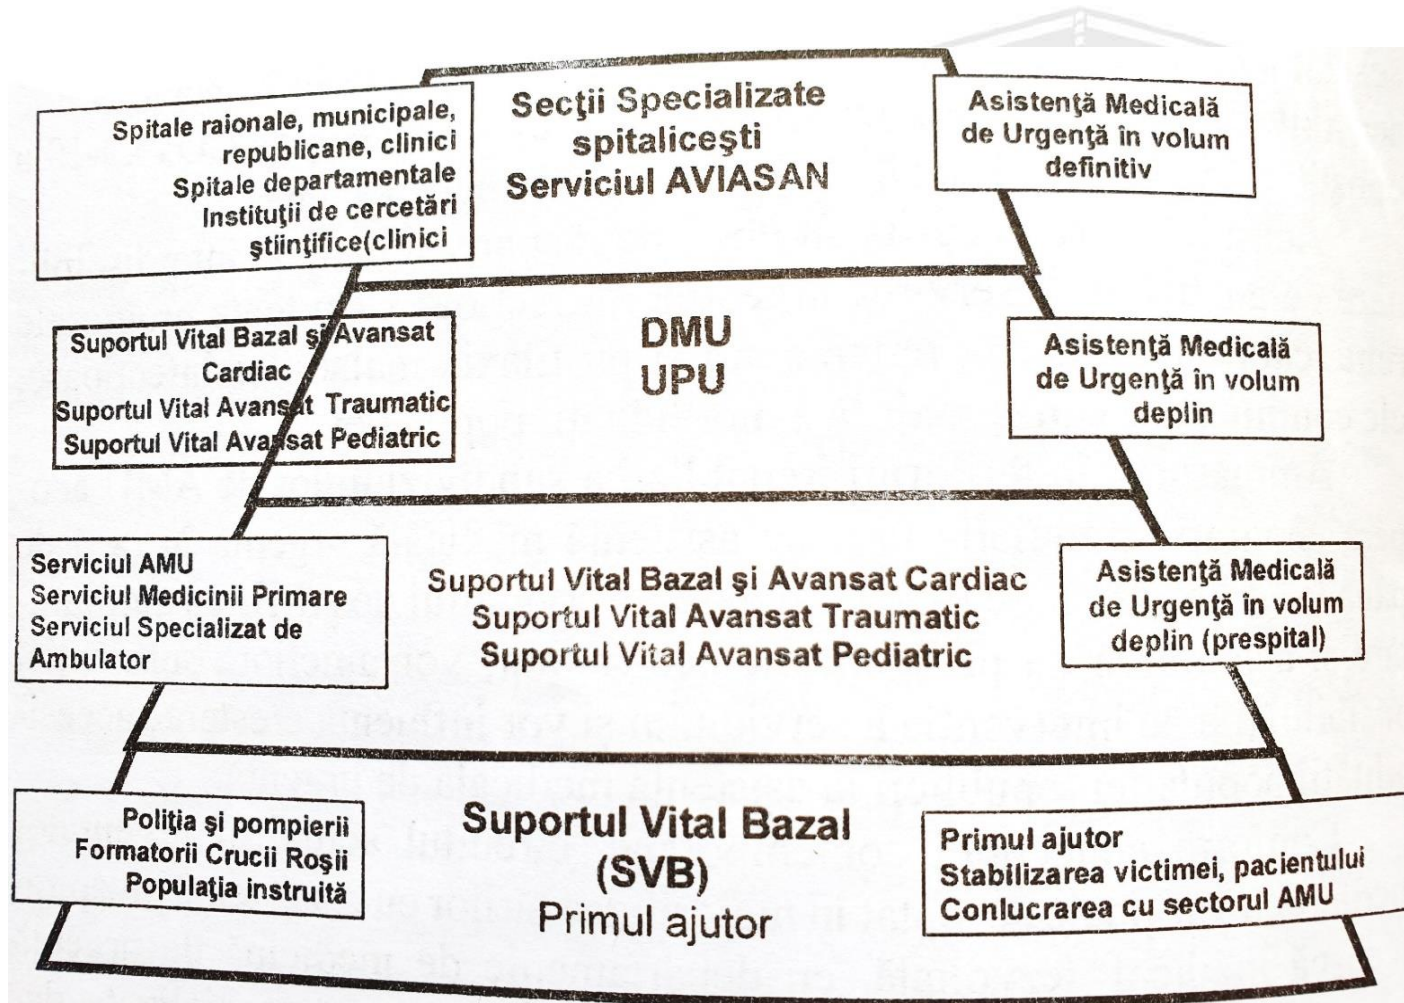 Spitale raionale, municipale,
republicane, clinici
Spitale departamentale
Instituţii de cercetări
ştiinţifice(clinici
Secţii Specializate
spitaliceşti
Serviciul AVIASAN
Asistenţă Medicală
de Urgenţă în volum
definitiv
Suportul Vital Bazal şi Avansat
Cardiac
Suportul Vital Avansat Traumatic
Suportul Vital Avansat Pediatric
DMU
UPU
Asistenţă Medicală
de Urgenţă în volum
deplin
Serviciul AMU
Serviciul Medicinii Primare
Serviciul Specializat de
Ambulator
Suportul Vital Bazal şi Avansat Cardiac
Suportul Vital Avansat Traumatic
Suportul Vital Avansat Pediatric
Asistenţă Medicală
de Urgenţă în volum
deplin (prespital)
Poliţia şi pompierii
Formatorii Crucii Roşii
Populaţia instruită
Suportul Vital Bazal
(SVB)
Primul ajutor
Primul ajutor
Stabilizarea victimei, pacientului
Conlucrarea cu sectorul AMU